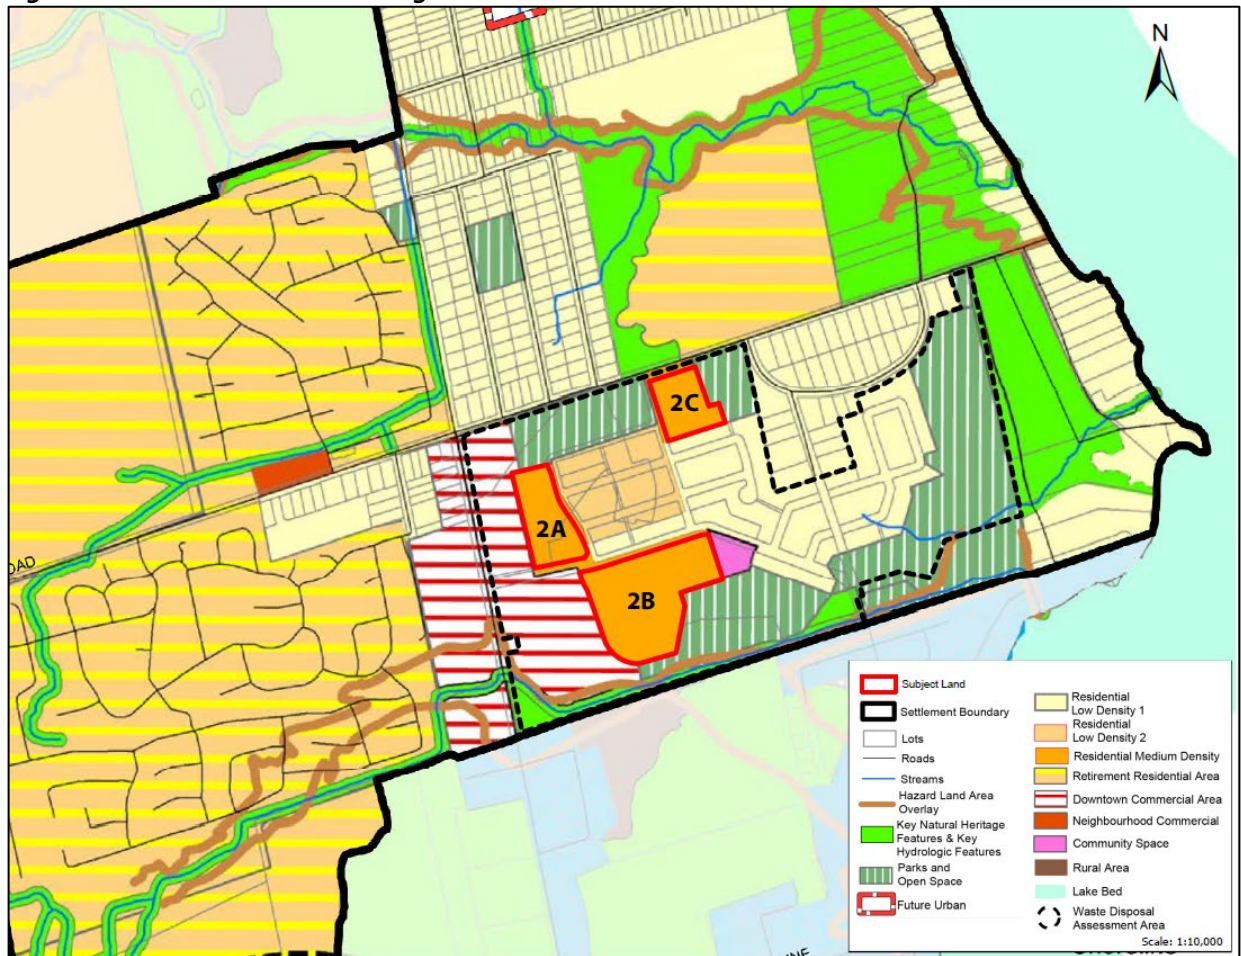 N
2C
2A
2B
OAD
Subject Land
Settlement Boundary
Lots
Roads
Streams
Hazard Land Area
Overlay
Key Natural Heritage
Features & Key
Hydrologic Features
Parks and
Open Space
Future Urban
Residential
Low Density 1
Residential
Low Density 2
Residential Medium Density
Retirement Residential Area
Downtown Commercial Area
Neighbourhood Commercial
Community Space
Rural Area
Lake Bed
Waste Disposal
Assessment Area
Scale: 1:10,000